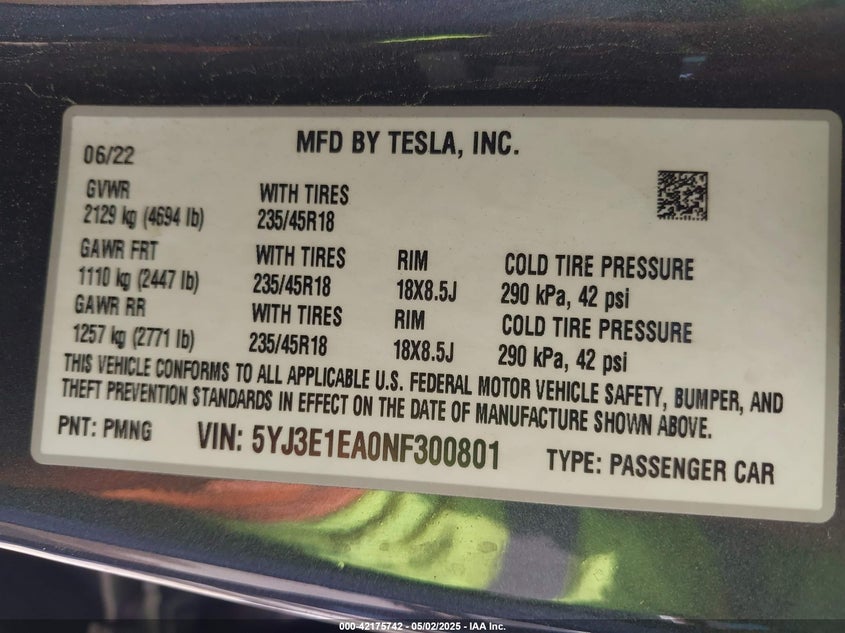 06/22
MFD BY TESLA, INC.
GVWR
2129 kg (4694 lb)
WITH TIRES
235/45R18
GAWR FRT
1110 kg (2447 lb)
WITH TIRES
235/45R18
RIM
18X8.5J
COLD TIRE PRESSURE
290 kPa, 42 psi
GAWR RR
1257 kg (2771 lb)
WITH TIRES
235/45R18
RIM
18X8.5J
COLD TIRE PRESSURE
290 kPa, 42 psi
THIS VEHICLE CONFORMS TO ALL APPLICABLE U.S. FEDERAL MOTOR VEHICLE SAFETY, BUMPER, AND
THEFT PREVENTION STANDARDS IN EFFECT ON THE DATE OF MANUFACTURE SHOWN ABOVE.
PNT: PMNG
VIN: 5YJ3E1EA0NF300801
TYPE: PASSENGER CAR
000-42175742 - 05/02/2025 - IAA Inc.